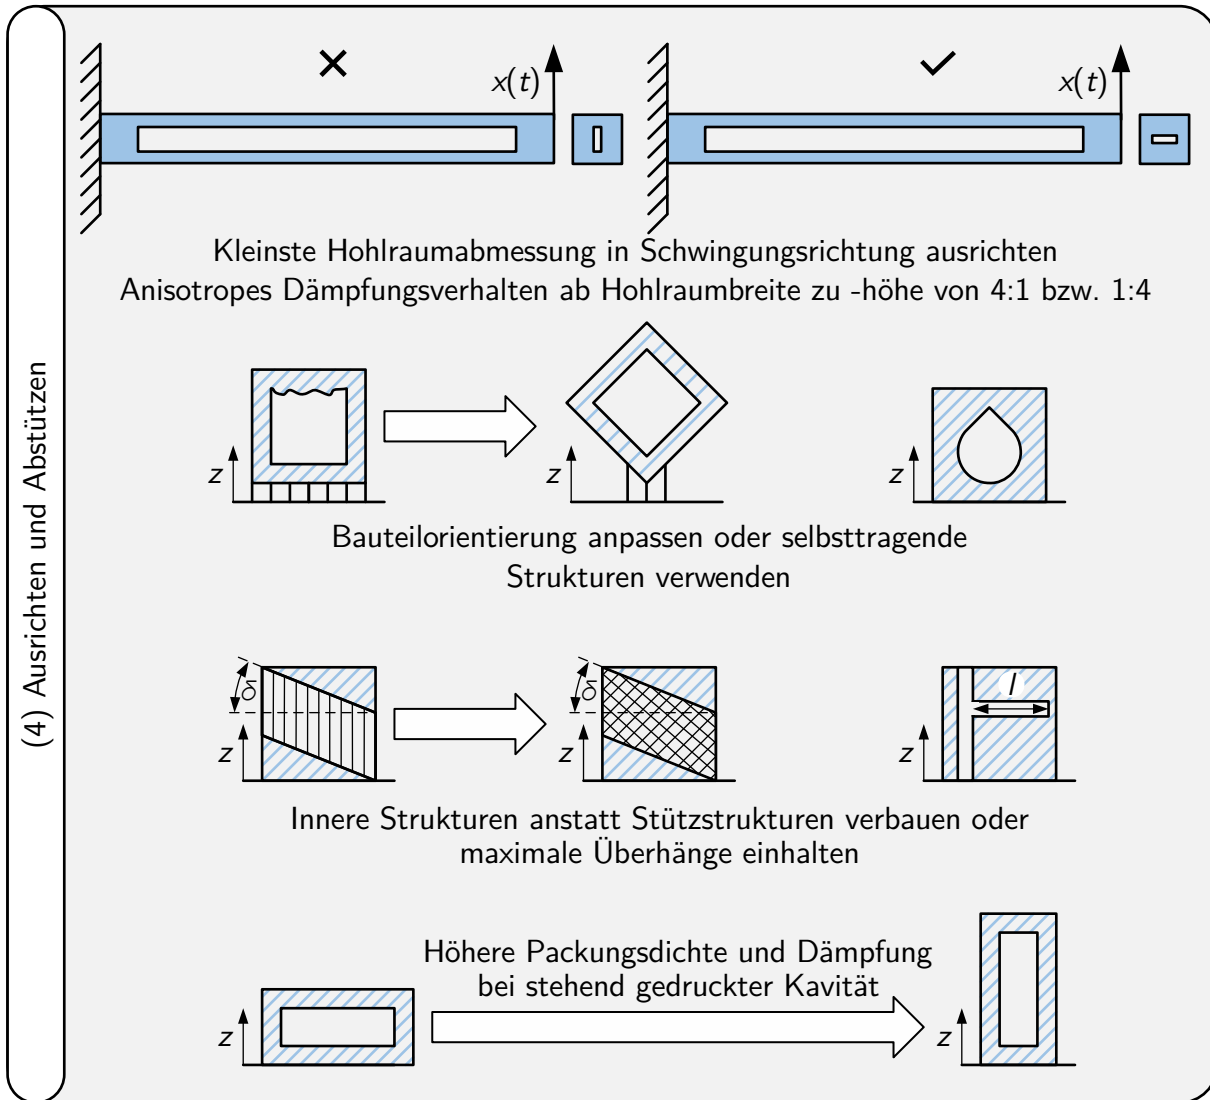 (4) Ausrichten und Abstützen
x(t)
x(t)
Kleinste Hohlraumabmessung in Schwingungsrichtung ausrichten
Anisotropes Dämpfungsverhalten ab Hohlraumbreite zu -höhe von 4:1 bzw. 1:4
z
z
z
Bauteilorientierung anpassen oder selbsttragende
Strukturen verwenden
δ
δ
l
z
z
z
Innere Strukturen anstatt Stützstrukturen verbauen oder
maximale Überhänge einhalten
Höhere Packungsdichte und Dämpfung
bei stehend gedruckter Kavität
z
z